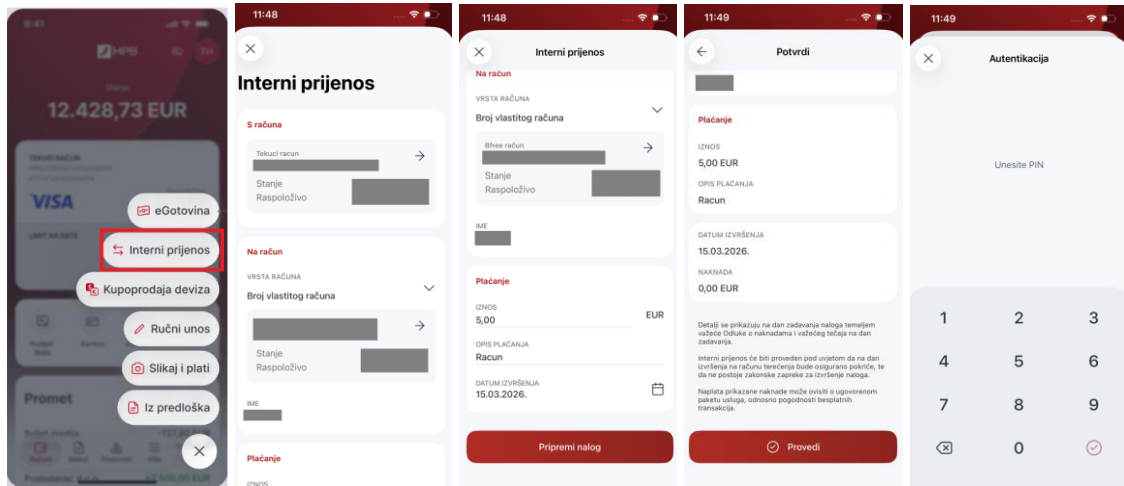 9:41
HPB
TH
Stanje
12.428,73 EUR
TEKUĆI RAČUN
VISA
LIMIT NA RATE
eGotovina
Interni prijenos
Kupoprodaja deviza
Ručni unos
Slikaj i plati
Iz predloška
Promet
11:48
Interni prijenos
S računa
Tekuci racun
Stanje
Raspoloživo
Na račun
VRSTA RAČUNA
Broj vlastitog računa
Stanje
Raspoloživo
IME
Plaćanje
IZNOS
11:48
Interni prijenos
Na račun
VRSTA RAČUNA
Broj vlastitog računa
Bfree račun
Stanje
Raspoloživo
IME
Plaćanje
IZNOS
5,00 EUR
OPIS PLAĆANJA
Racun
DATUM IZVRŠENJA
15.03.2026.
Pripremi nalog
11:49
Potvrdi
Plaćanje
IZNOS
5,00 EUR
OPIS PLAĆANJA
Racun
DATUM IZVRŠENJA
15.03.2026.
NAKNADA
0,00 EUR
Detalji se prikazuju na dan zadavanja naloga temeljem
važeće Odluke o naknadama i važećeg tečaja na dan
zadavanja.
Interni prijenos će biti proveden pod uvjetom da na dan
izvršenja na računu terećenja bude osigurano pokriće, te
da ne postoje zakonske zapreke za izvršenje naloga.
Naplata prikazane naknade može ovisiti o ugovorenom
paketu usluga, odnosno pogodnosti besplatnih
transakcija.
Provedi
11:49
Autentikacija
Unesite PIN
1 2 3
4 5 6
7 8 9
0